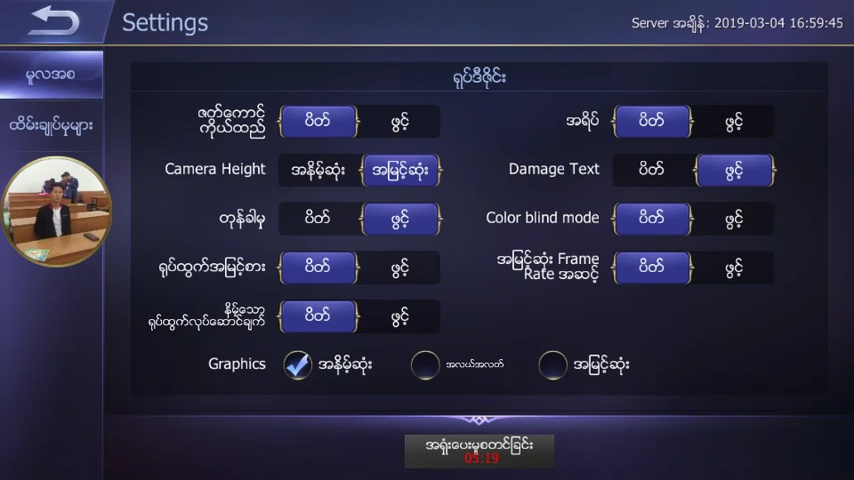 Settings
Server အချိန်: 2019-03-04 16:59:45
မူလအစ
ထိမ်းချုပ်မှုများ
ရုပ်ဒီဇိုင်း
ဇတ်ကောင်
ကိုယ်ထည်
ပိတ်
ဖွင့်
အရိပ်
ပိတ်
ဖွင့်
Camera Height
အနိမ့်ဆုံး
အမြင့်ဆုံး
Damage Text
ပိတ်
ဖွင့်
တုန်ခါမှု
ပိတ်
ဖွင့်
Color blind mode
ပိတ်
ဖွင့်
ရုပ်ထွက်အမြင့်စား
ပိတ်
ဖွင့်
အမြင့်ဆုံး Frame
Rate အဆင့်
ပိတ်
ဖွင့်
နိမ့်သော
ရုပ်ထွက်လုပ်ဆောင်ချက်
ပိတ်
ဖွင့်
Graphics
အနိမ့်ဆုံး
အလယ်အလက်
အမြင့်ဆုံး
အရှုံးပေးမှုစတင်ခြင်း
05:19